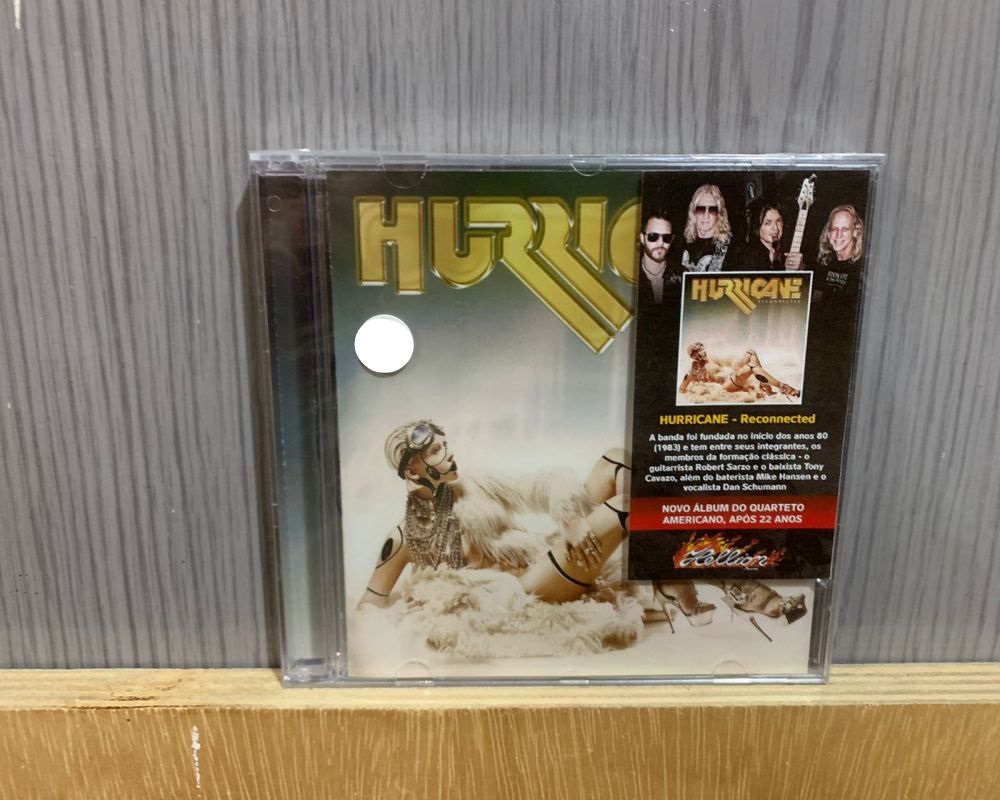 HURRIC
HURRICANE
RECONNECTED
HURRICANE - Reconnected
A banda foi fundada no início dos anos 80
(1983) e tem entre seus integrantes, os
membros da formação clássica - o
guitarrista Robert Sarzo e o baixista Tony
Cavazo, além do baterista Mike Hansen e o
vocalista Dan Schumann
NOVO ÁLBUM DO QUARTETO
AMERICANO, APÓS 22 ANOS
Hellion